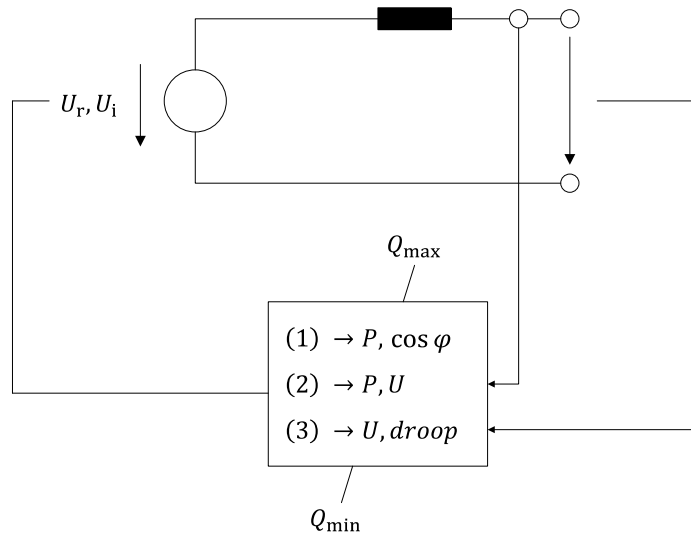 U_r, U_i
Q_max
(1) → P, cos φ
(2) → P, U
(3) → U, droop
Q_min